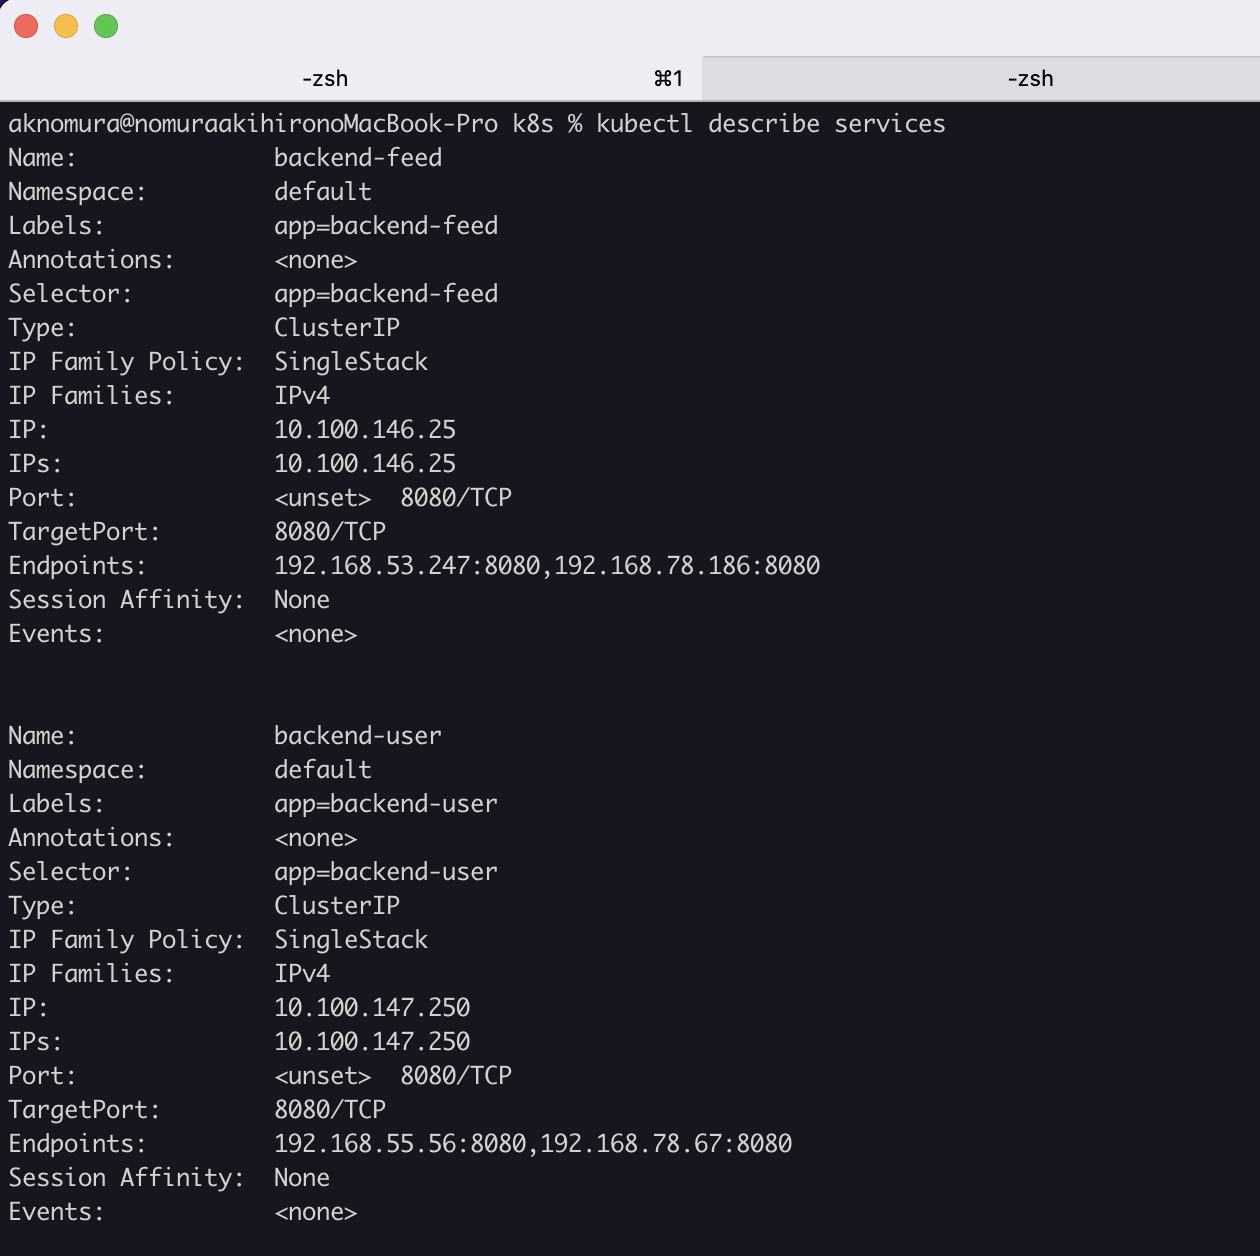 -zsh ⌘1 -zsh
aknomura@nomuraakihironoMacBook-Pro k8s % kubectl describe services
Name:              backend-feed
Namespace:         default
Labels:            app=backend-feed
Annotations:       <none>
Selector:          app=backend-feed
Type:              ClusterIP
IP Family Policy:  SingleStack
IP Families:       IPv4
IP:                10.100.146.25
IPs:               10.100.146.25
Port:              <unset>  8080/TCP
TargetPort:        8080/TCP
Endpoints:         192.168.53.247:8080,192.168.78.186:8080
Session Affinity:  None
Events:            <none>
Name:              backend-user
Namespace:         default
Labels:            app=backend-user
Annotations:       <none>
Selector:          app=backend-user
Type:              ClusterIP
IP Family Policy:  SingleStack
IP Families:       IPv4
IP:                10.100.147.250
IPs:               10.100.147.250
Port:              <unset>  8080/TCP
TargetPort:        8080/TCP
Endpoints:         192.168.55.56:8080,192.168.78.67:8080
Session Affinity:  None
Events:            <none>